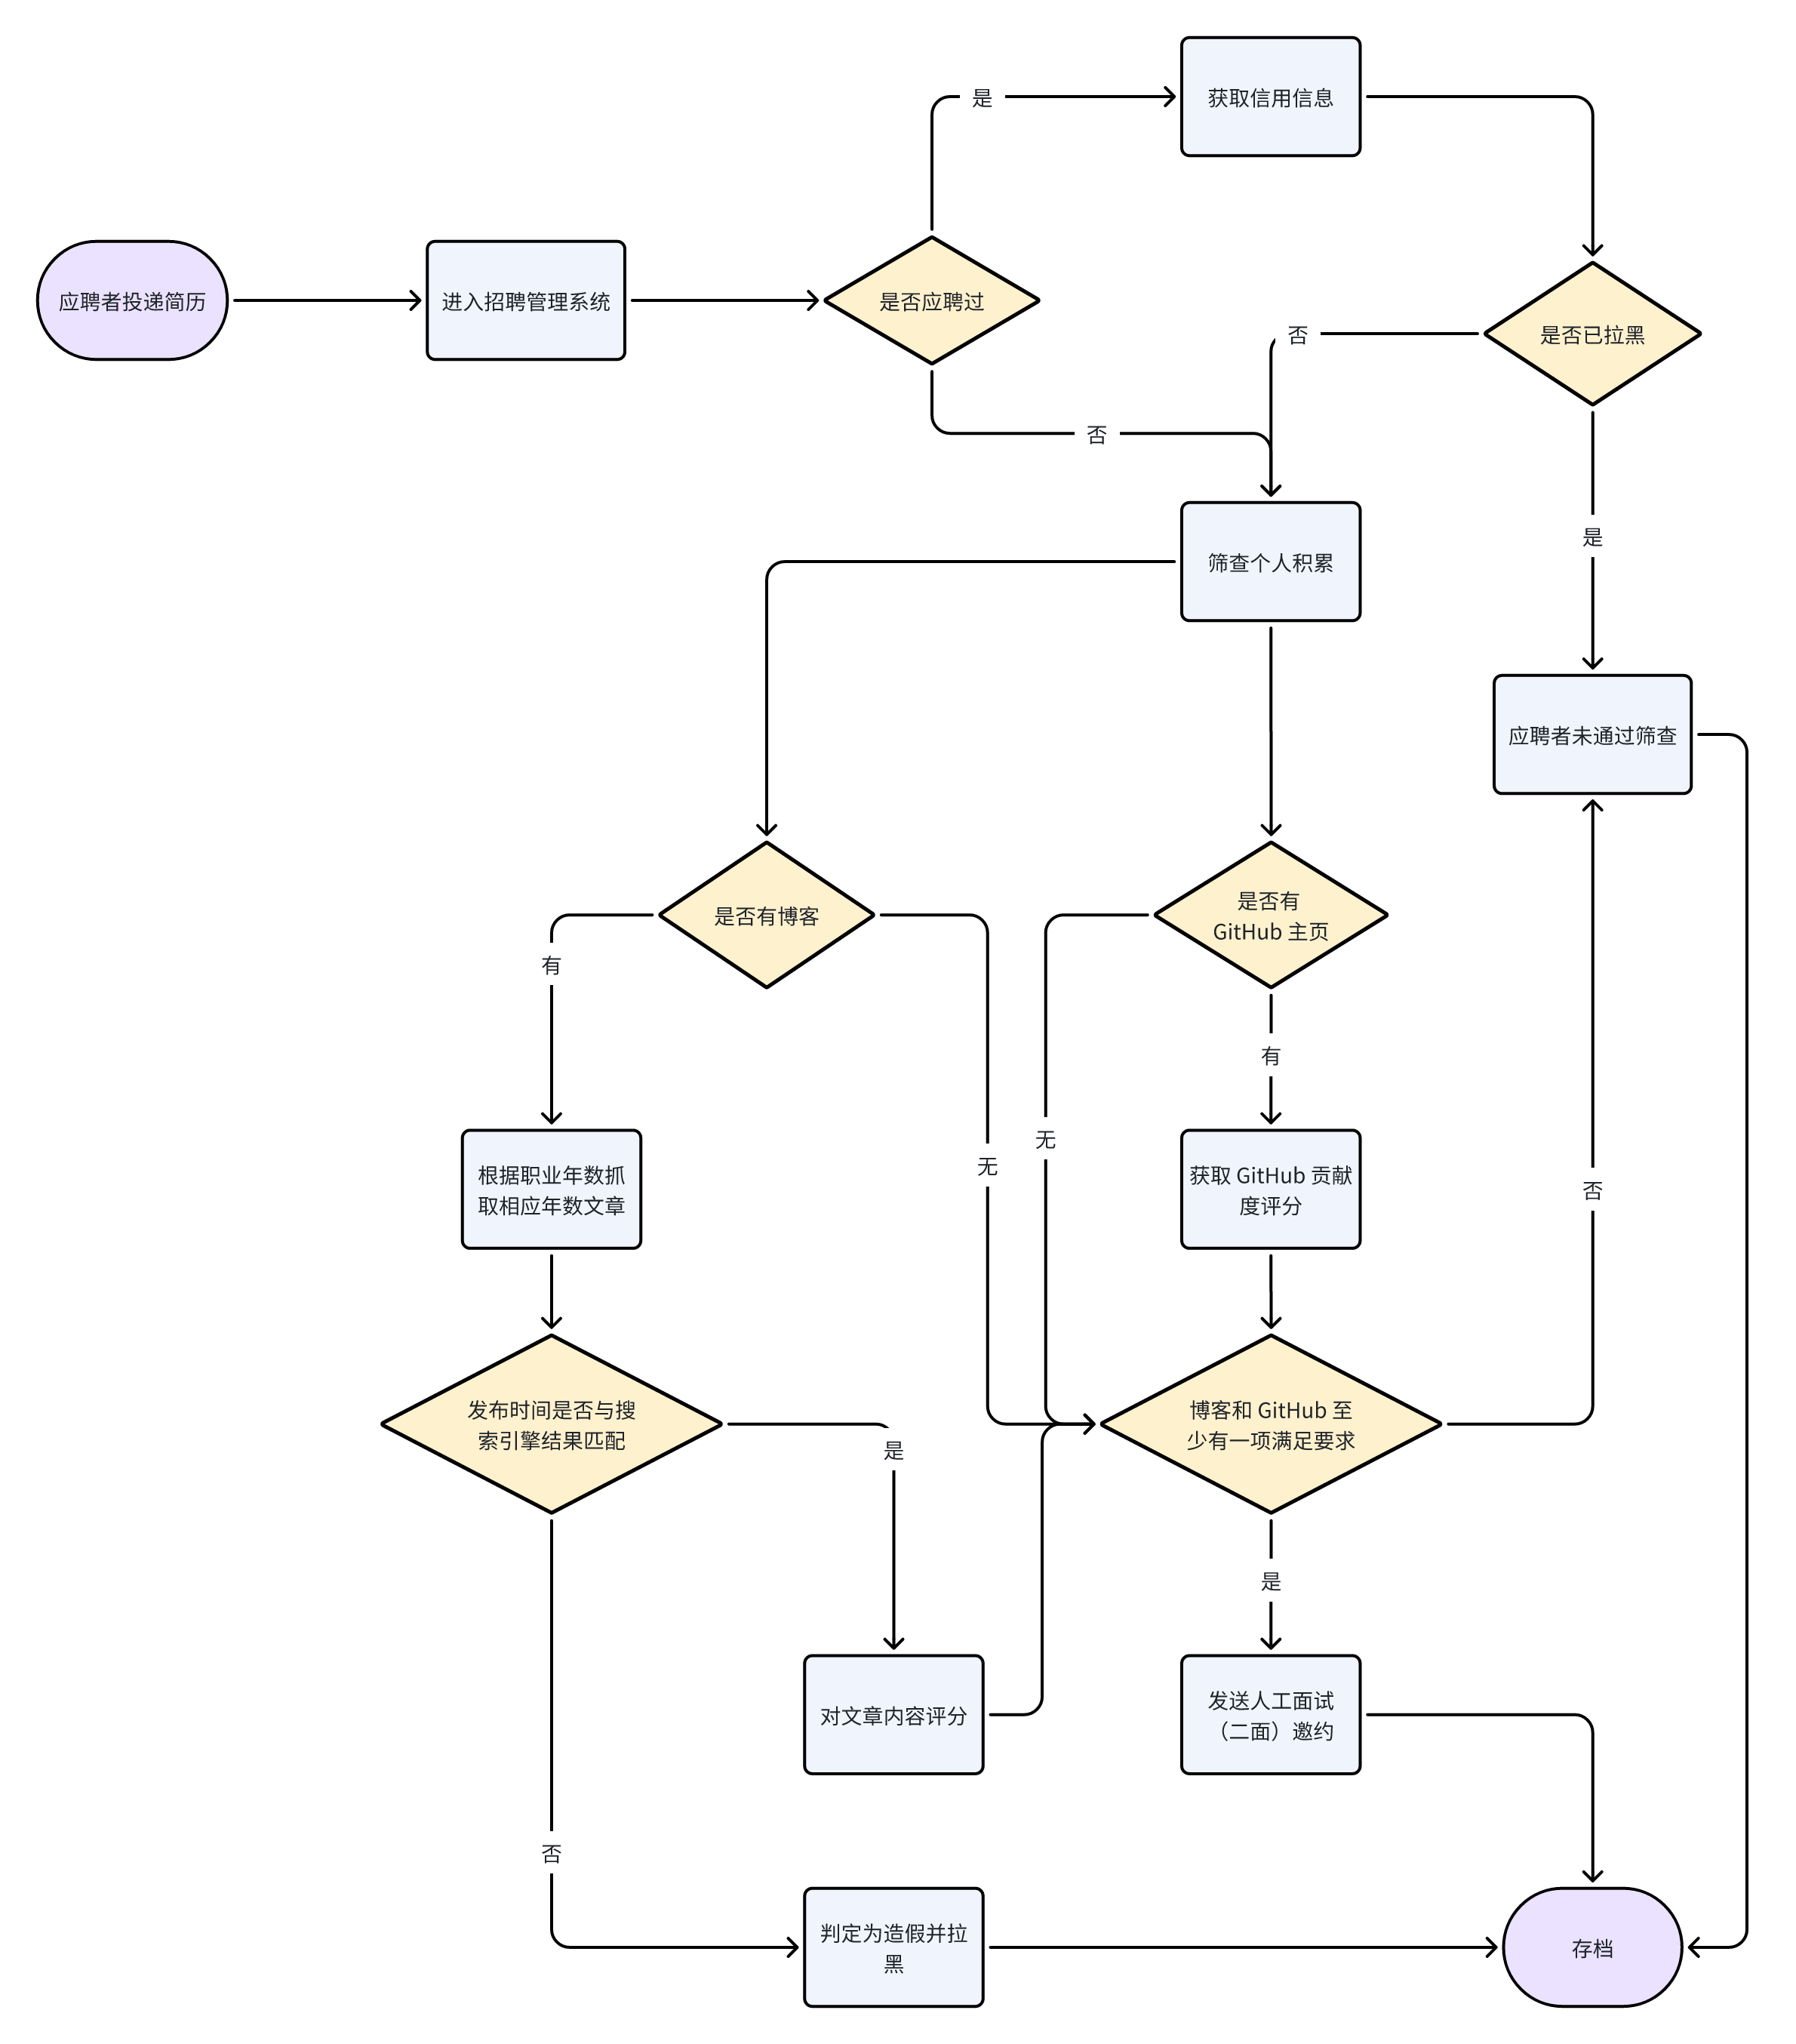 是
获取信用信息
应聘者投递简历
进入招聘管理系统
是否应聘过
否
是否已拉黑
否
是
筛查个人积累
应聘者未通过筛查
是否有博客
是否有
GitHub 主页
有
有
无
无
根据职业年数抓
取相应年数文章
获取 GitHub 贡献
度评分
否
发布时间是否与搜
索引擎结果匹配
是
博客和 GitHub 至
少有一项满足要求
是
对文章内容评分
发送人工面试
（二面）邀约
否
判定为造假并拉
黑
存档